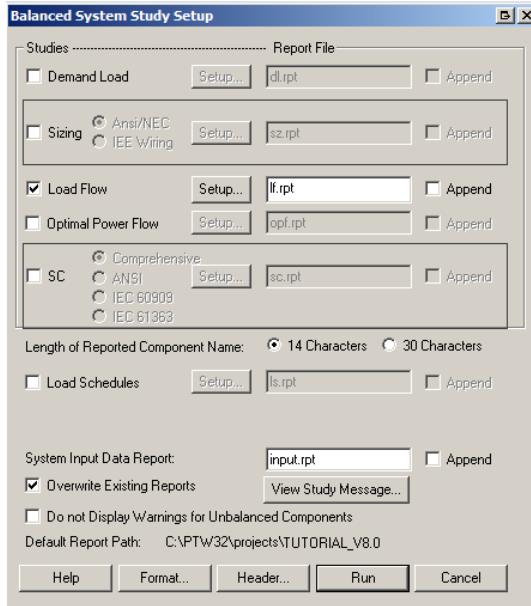 Balanced System Study Setup
Studies Report File
Demand Load Setup... dl.rpt Append
Sizing Ansi/NEC Setup... sz.rpt Append
IEE Wiring
Load Flow Setup... lf.rpt Append
Optimal Power Flow Setup... opf.rpt Append
Comprehensive
SC ANSI Setup... sc.rpt Append
IEC 60909
IEC 61363
Length of Reported Component Name: 14 Characters 30 Characters
Load Schedules Setup... ls.rpt Append
System Input Data Report: input.rpt Append
Overwrite Existing Reports View Study Message...
Do not Display Warnings for Unbalanced Components
Default Report Path: C:\PTW32\projects\TUTORIAL_V8.0
Help Format... Header... Run Cancel